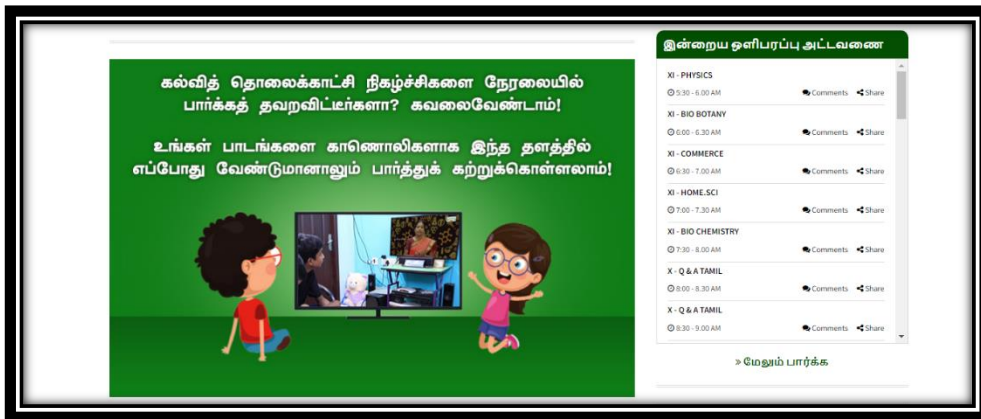 கல்வித் தொலைக்காட்சி நிகழ்ச்சிகளை நேரலையில்
பார்க்கத் தவறவிட்டீர்களா? கவலைவேண்டாம்!
உங்கள் பாடங்களை காணொலிகளாக இந்த தளத்தில்
எப்போது வேண்டுமானாலும் பார்த்துக் கற்றுக்கொள்ளலாம்!
இன்றைய ஒளிபரப்பு அட்டவணை
XI - PHYSICS
5:30 - 6.00 AM Comments Share
XI - BIO BOTANY
6:00 - 6.30 AM Comments Share
XI - COMMERCE
6:30 - 7.00 AM Comments Share
XI - HOME.SCI
7:00 - 7.30 AM Comments Share
XI - BIO CHEMISTRY
7:30 - 8.00 AM Comments Share
X - Q & A TAMIL
8:00 - 8.30 AM Comments Share
X - Q & A TAMIL
8:30 - 9.00 AM Comments Share
» மேலும் பார்க்க